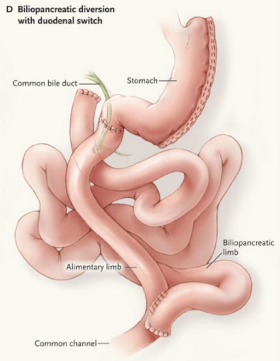 D Biliopancreatic diversion
with duodenal switch
Common bile duct
Stomach
Biliopancreatic
limb
Alimentary limb
Common channel